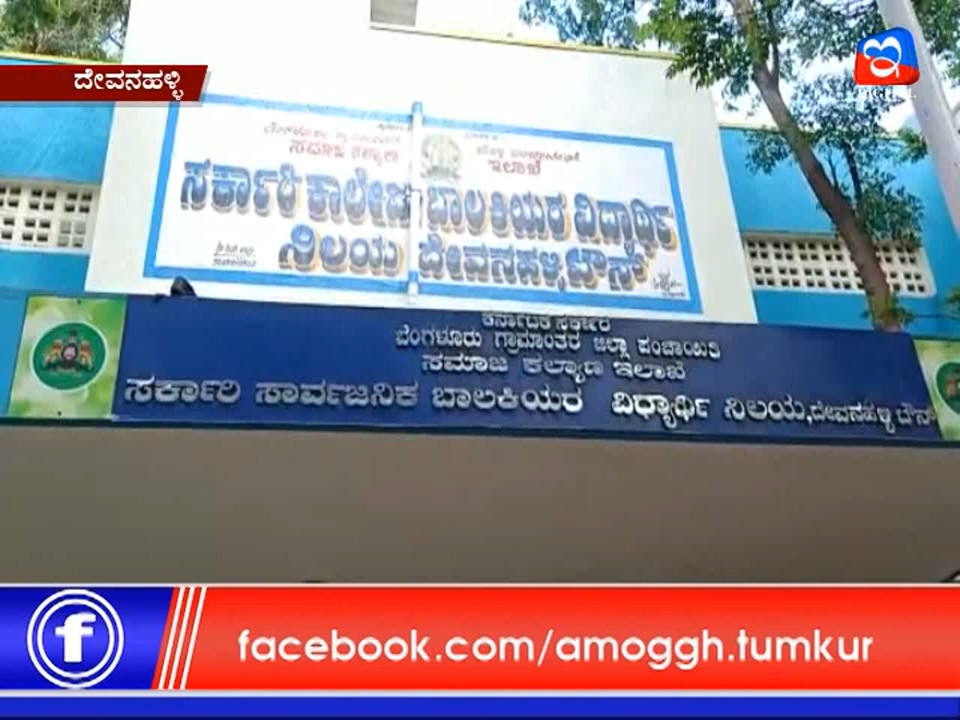 ದೇವನಹಳ್ಳಿ
ಸಮಾಜ ಕಲ್ಯಾಣ ಇಲಾಖೆ
ಸರ್ಕಾರಿ ಕಾಲೇಜು ಬಾಲಕಿಯರ ವಿದ್ಯಾರ್ಥಿ
ನಿಲಯ ದೇವನಹಳ್ಳಿ ಟೌನ್
ಕರ್ನಾಟಕ ಸರ್ಕಾರ
ಬೆಂಗಳೂರು ಗ್ರಾಮಾಂತರ ಜಿಲ್ಲಾ ಪಂಚಾಯಿತಿ
ಸಮಾಜ ಕಲ್ಯಾಣ ಇಲಾಖೆ
ಸರ್ಕಾರಿ ಸಾರ್ವಜನಿಕ ಬಾಲಕಿಯರ ವಿಧ್ಯಾರ್ಥಿ ನಿಲಯ, ದೇವನಹಳ್ಳಿ ಟೌನ್
facebook.com/amoggh.tumkur